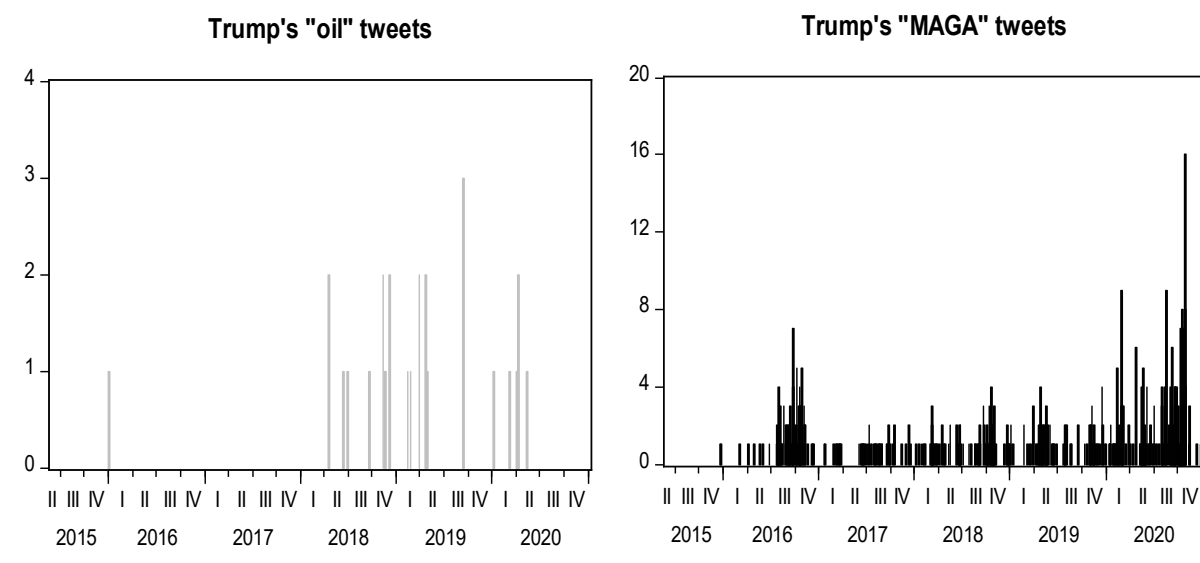 Trump's "oil" tweets
4
3
2
1
0
II III IV I II III IV I II III IV I II III IV I II III IV I II III IV
2015 2016 2017 2018 2019 2020
Trump's "MAGA" tweets
20
16
12
8
4
0
II III IV I II III IV I II III IV I II III IV I II III IV I II III IV
2015 2016 2017 2018 2019 2020